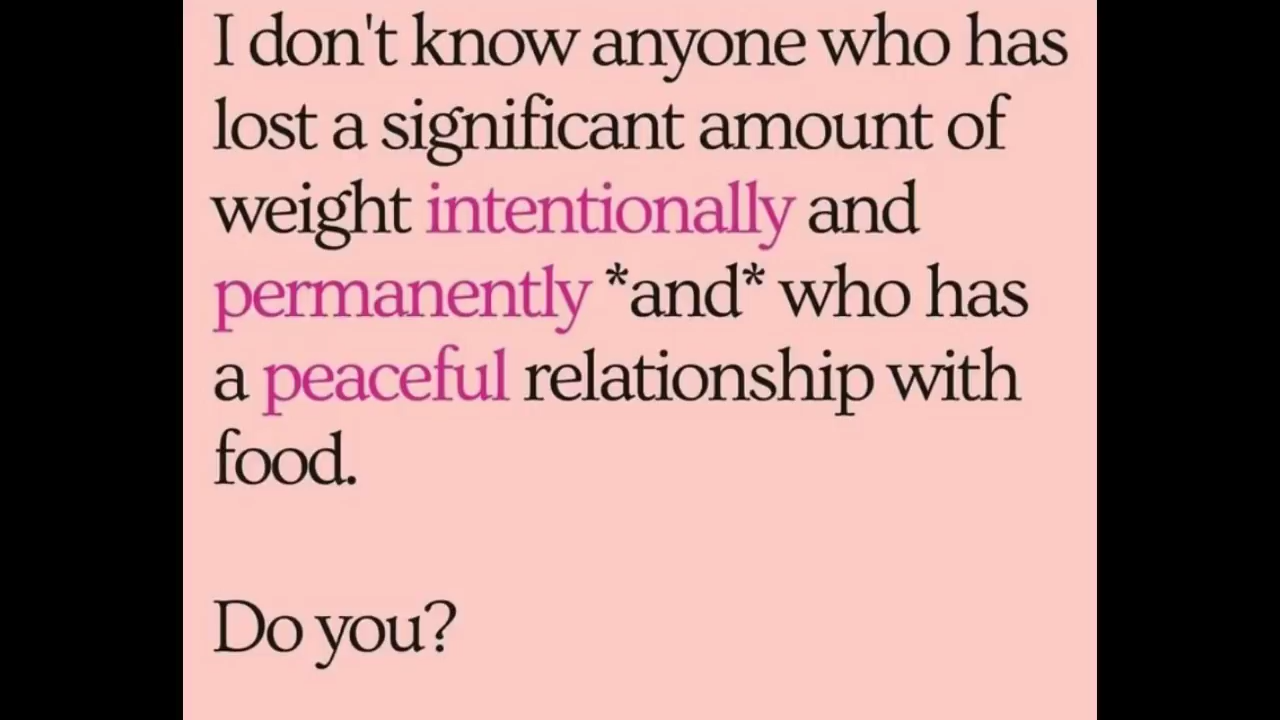 I don't know anyone who has
lost a significant amount of
weight intentionally and
permanently *and* who has
a peaceful relationship with
food.
Do you?